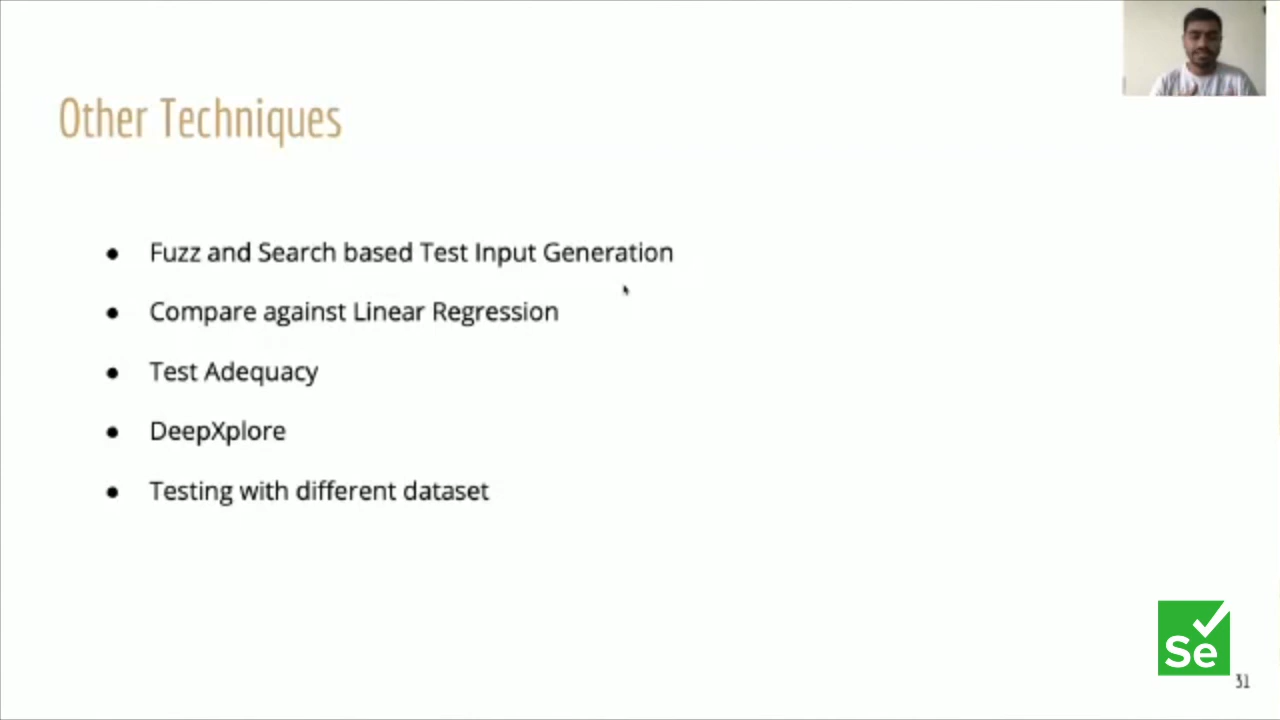 Other Techniques
● Fuzz and Search based Test Input Generation
● Compare against Linear Regression
● Test Adequacy
● DeepXplore
● Testing with different dataset
Se
31